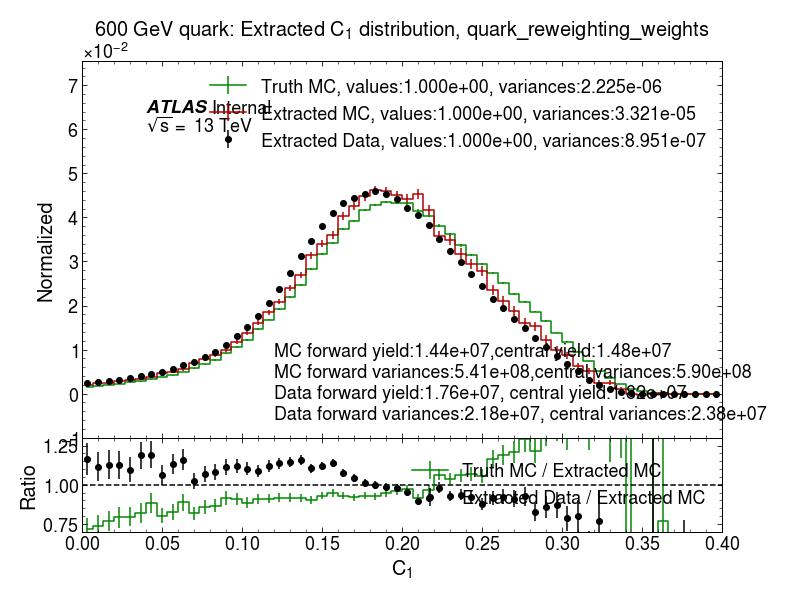 600 GeV quark: Extracted C₁ distribution, quark_reweighting_weights
×10⁻²
Truth MC, values:1.000e+00, variances:2.225e-06
ATLAS Internal
Extracted MC, values:1.000e+00, variances:3.321e-05
√s = 13 TeV
Extracted Data, values:1.000e+00, variances:8.951e-07
7
6
5
4
3
2
1
0
Normalized
MC forward yield:1.44e+07,central yield:1.48e+07
MC forward variances:5.41e+08,central variances:5.90e+08
Data forward yield:1.76e+07, central
Data forward variances:2.18e+07, central variances:2.38e+07
1.25
1.00
0.75
Ratio
Truth MC / Extracted MC
Extracted Data / Extracted MC
0.00 0.05 0.10 0.15 0.20 0.25 0.30 0.35 0.40
C₁